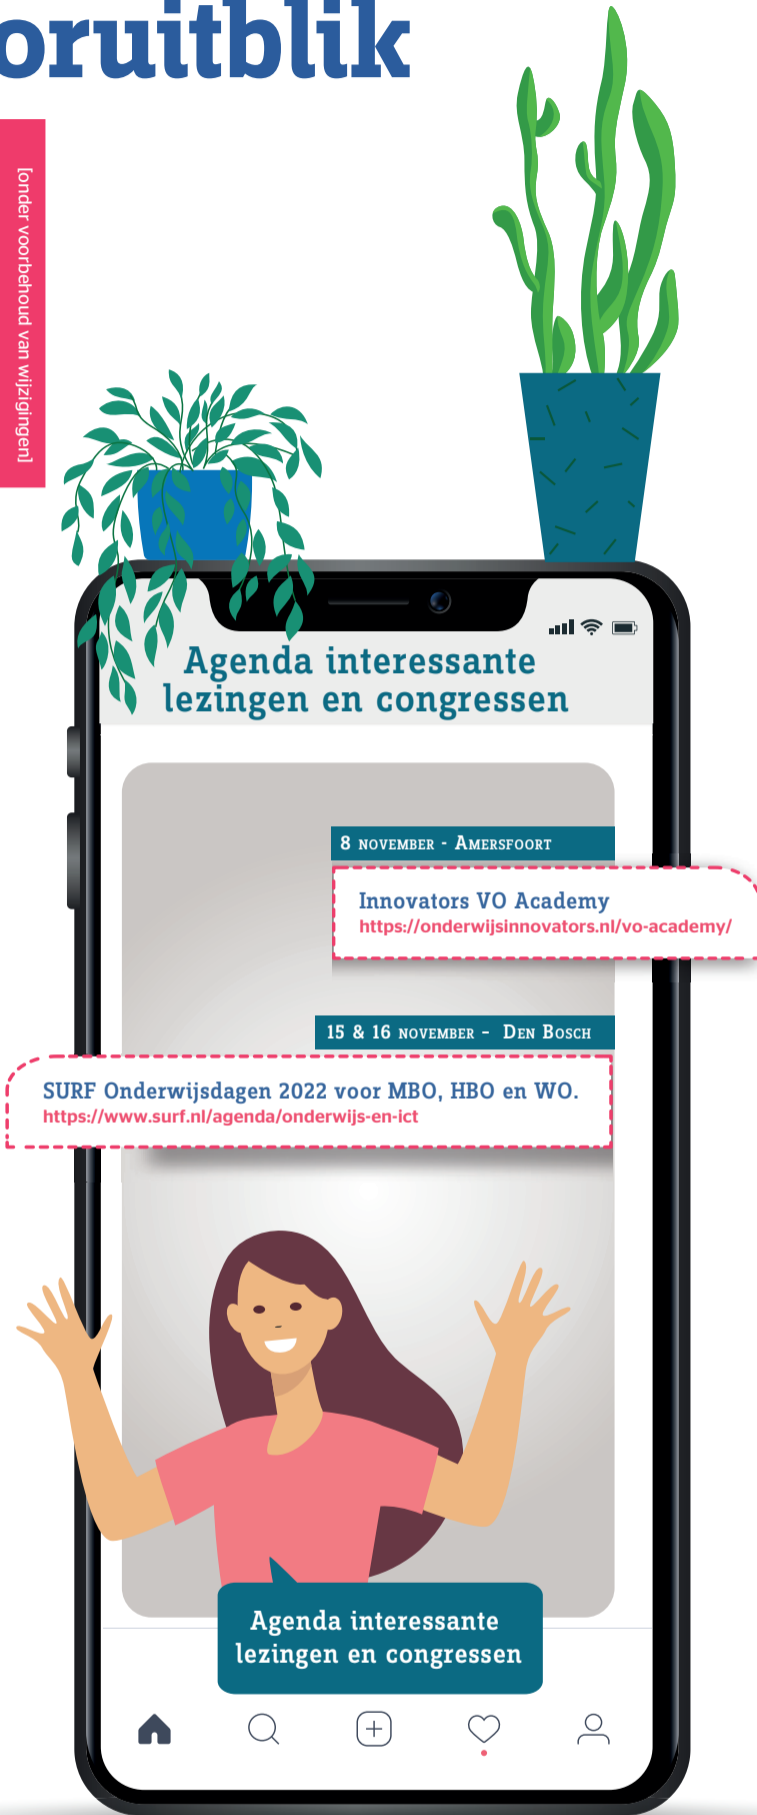 oruitblik
[onder voorbehoud van wijzigingen]
Agenda interessante
lezingen en congressen
8 november - Amersfoort
Innovators VO Academy
https://onderwijsinnovators.nl/vo-academy/
15 & 16 november - Den Bosch
SURF Onderwijsdagen 2022 voor MBO, HBO en WO.
https://www.surf.nl/agenda/onderwijs-en-ict
Agenda interessante
lezingen en congressen